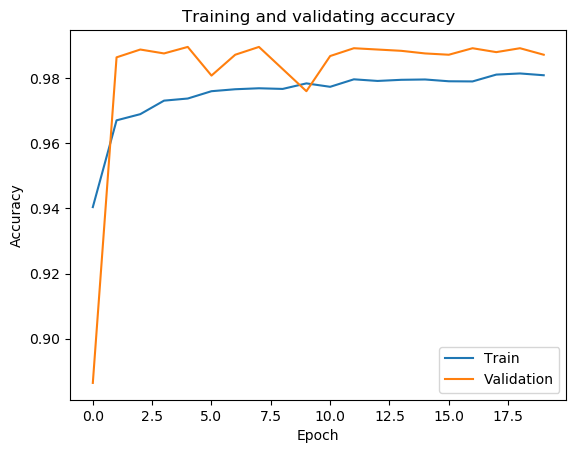 Training and validating accuracy
Accuracy
0.98
0.96
0.94
0.92
0.90
Train
Validation
0.0 2.5 5.0 7.5 10.0 12.5 15.0 17.5
Epoch